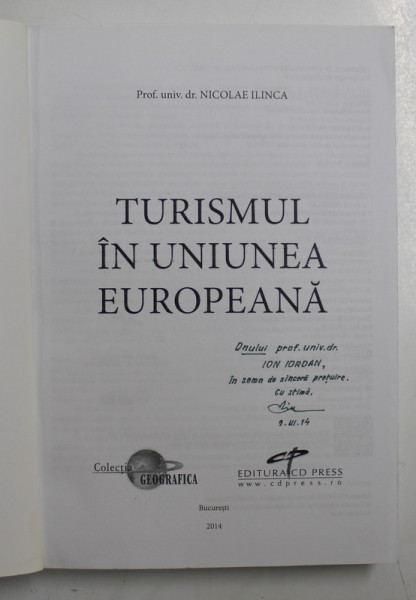 Prof. univ. dr. NICOLAE ILINCA
TURISMUL
ÎN UNIUNEA
EUROPEANĂ
Dnului prof. univ. dr.
ION IORDAN,
În semn de sinceră prețuire.
Cu stimă,
9.VI.14
Colecția
GEOGRAFICA
EDITURA CD PRESS
www.cdpress.ro
București
2014